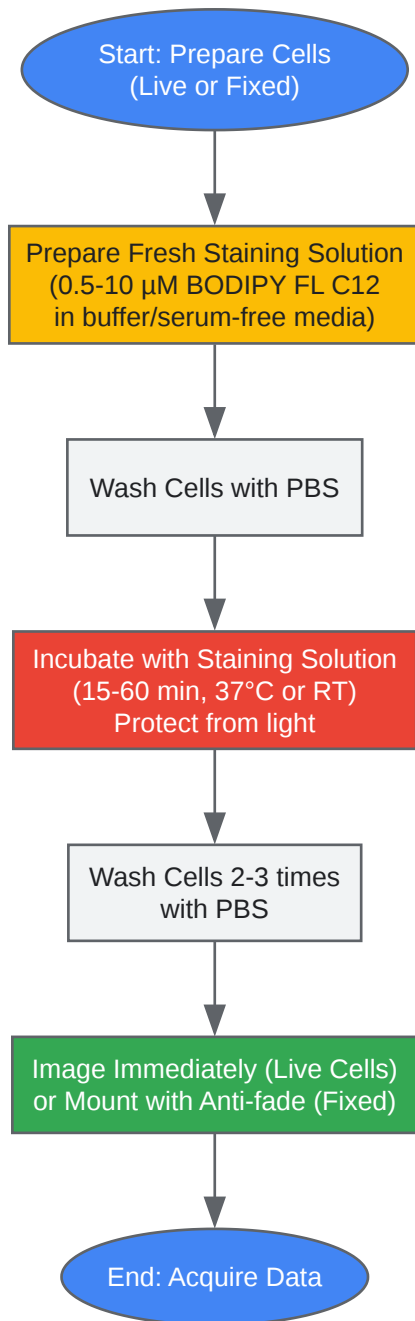 Start: Prepare Cells
(Live or Fixed)
Prepare Fresh Staining Solution
(0.5-10 µM BODIPY FL C12
in buffer/serum-free media)
Wash Cells with PBS
Incubate with Staining Solution
(15-60 min, 37°C or RT)
Protect from light
Wash Cells 2-3 times
with PBS
Image Immediately (Live Cells)
or Mount with Anti-fade (Fixed)
End: Acquire Data